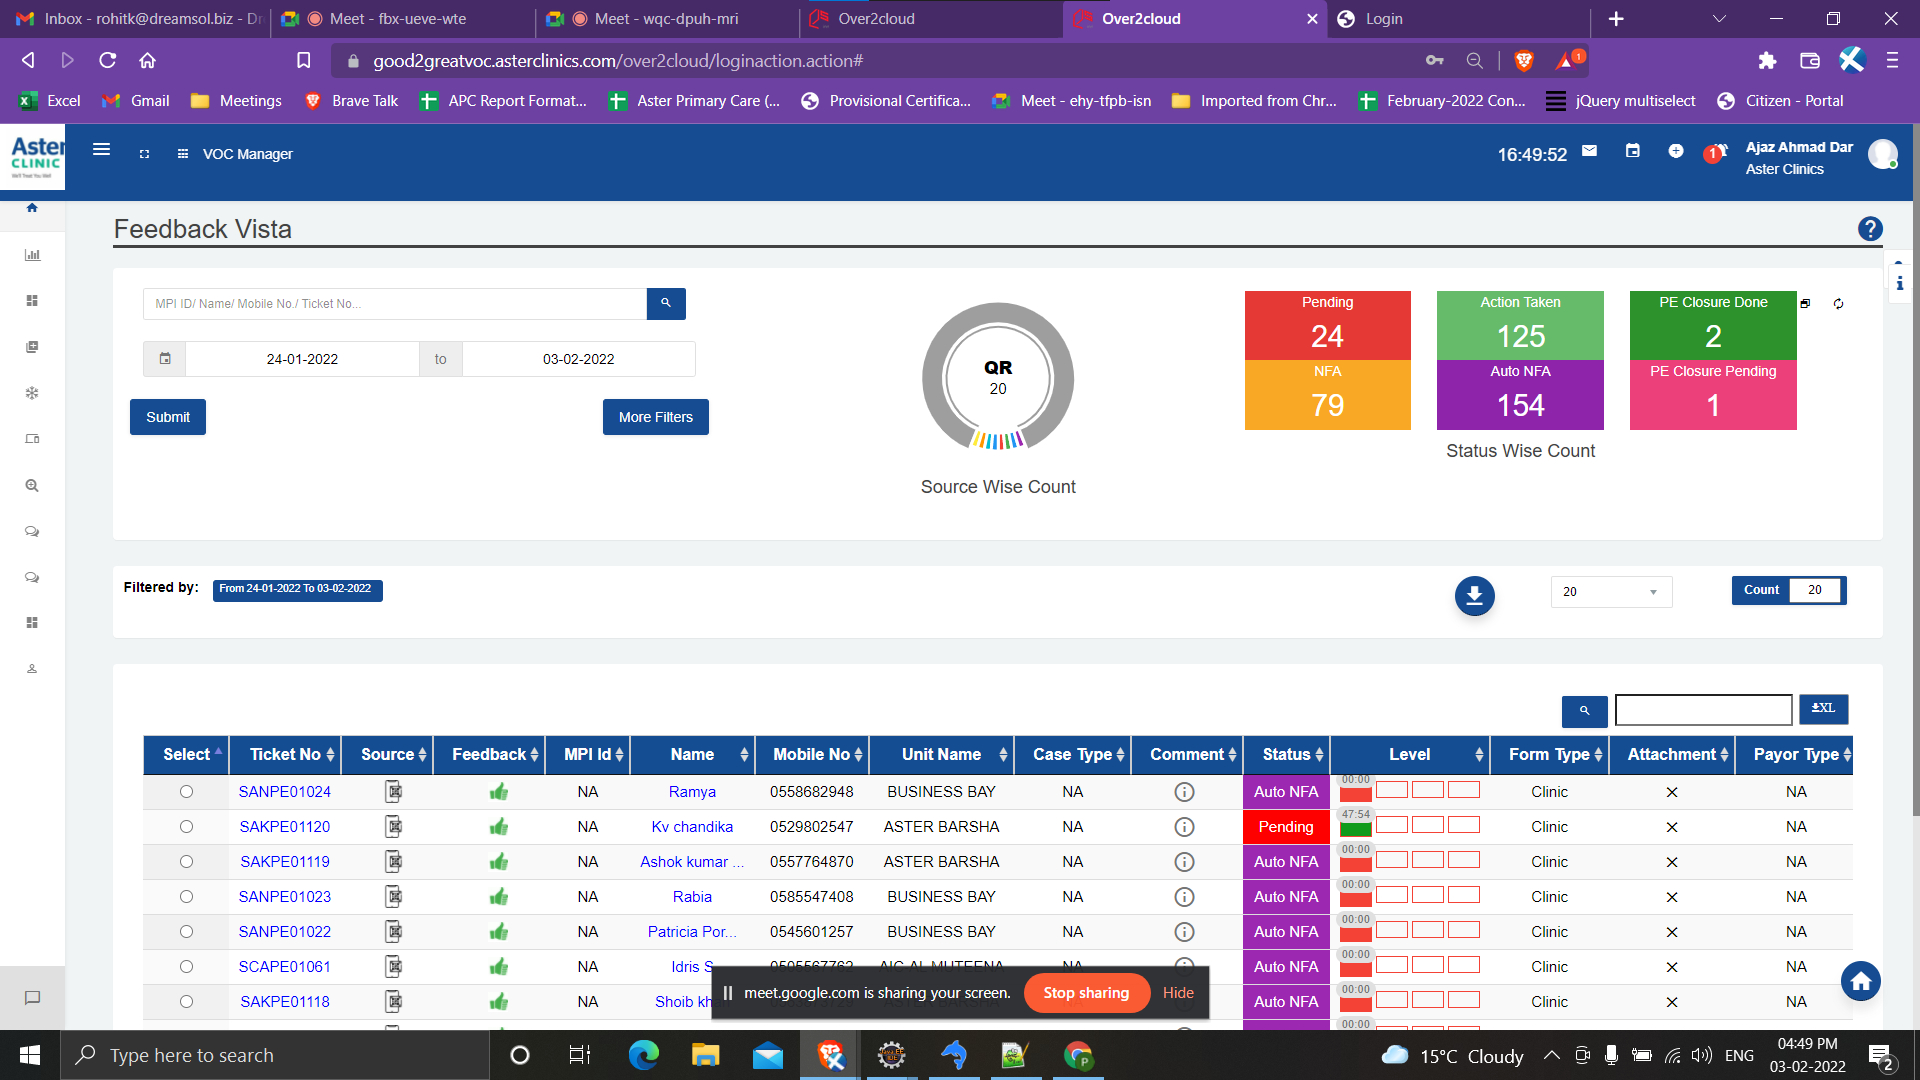 Inbox - rohitk@dreamsol.biz - Dr
Meet - fbx-ueve-wte
Meet - wqc-dpuh-mri
Over2cloud
Over2cloud
Login
good2greatvoc.asterclinics.com/over2cloud/loginaction.action#
1
Excel
Gmail
Meetings
Brave Talk
APC Report Format...
Aster Primary Care (...
Provisional Certifica...
Meet - ehy-tfpb-isn
Imported from Chr...
February-2022 Con...
jQuery multiselect
Citizen - Portal
Aster
CLINIC
We'll Treat You Well
VOC Manager
16:49:52
1
Ajaz Ahmad Dar
Aster Clinics
Feedback Vista
?
i
MPI ID/ Name/ Mobile No./ Ticket No...
24-01-2022 to 03-02-2022
Submit
More Filters
QR
20
Source Wise Count
Pending
24
Action Taken
125
PE Closure Done
2
NFA
79
Auto NFA
154
PE Closure Pending
1
Status Wise Count
Filtered by: From 24-01-2022 To 03-02-2022
20
Count 20
XL
Select Ticket No Source Feedback MPI Id Name Mobile No Unit Name Case Type Comment Status Level Form Type Attachment Payor Type
SANPE01024 NA Ramya 0558682948 BUSINESS BAY NA Auto NFA 00:00 Clinic NA
SAKPE01120 NA Kv chandika 0529802547 ASTER BARSHA NA Pending 47:54 Clinic NA
SAKPE01119 NA Ashok kumar ... 0557764870 ASTER BARSHA NA Auto NFA 00:00 Clinic NA
SANPE01023 NA Rabia 0585547408 BUSINESS BAY NA Auto NFA 00:00 Clinic NA
SANPE01022 NA Patricia Por... 0545601257 BUSINESS BAY NA Auto NFA 00:00 Clinic NA
SCAPE01061 NA Idris S 0505567762 AIC AL MUTEENA NA Auto NFA 00:00 Clinic NA
SAKPE01118 NA Shoib kh Auto NFA 00:00 Clinic NA
00:00
meet.google.com is sharing your screen.
Stop sharing
Hide
Type here to search
15°C Cloudy
ENG
04:49 PM
03-02-2022
2